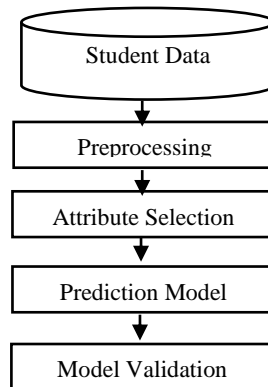 Student Data
Preprocessing
Attribute Selection
Prediction Model
Model Validation